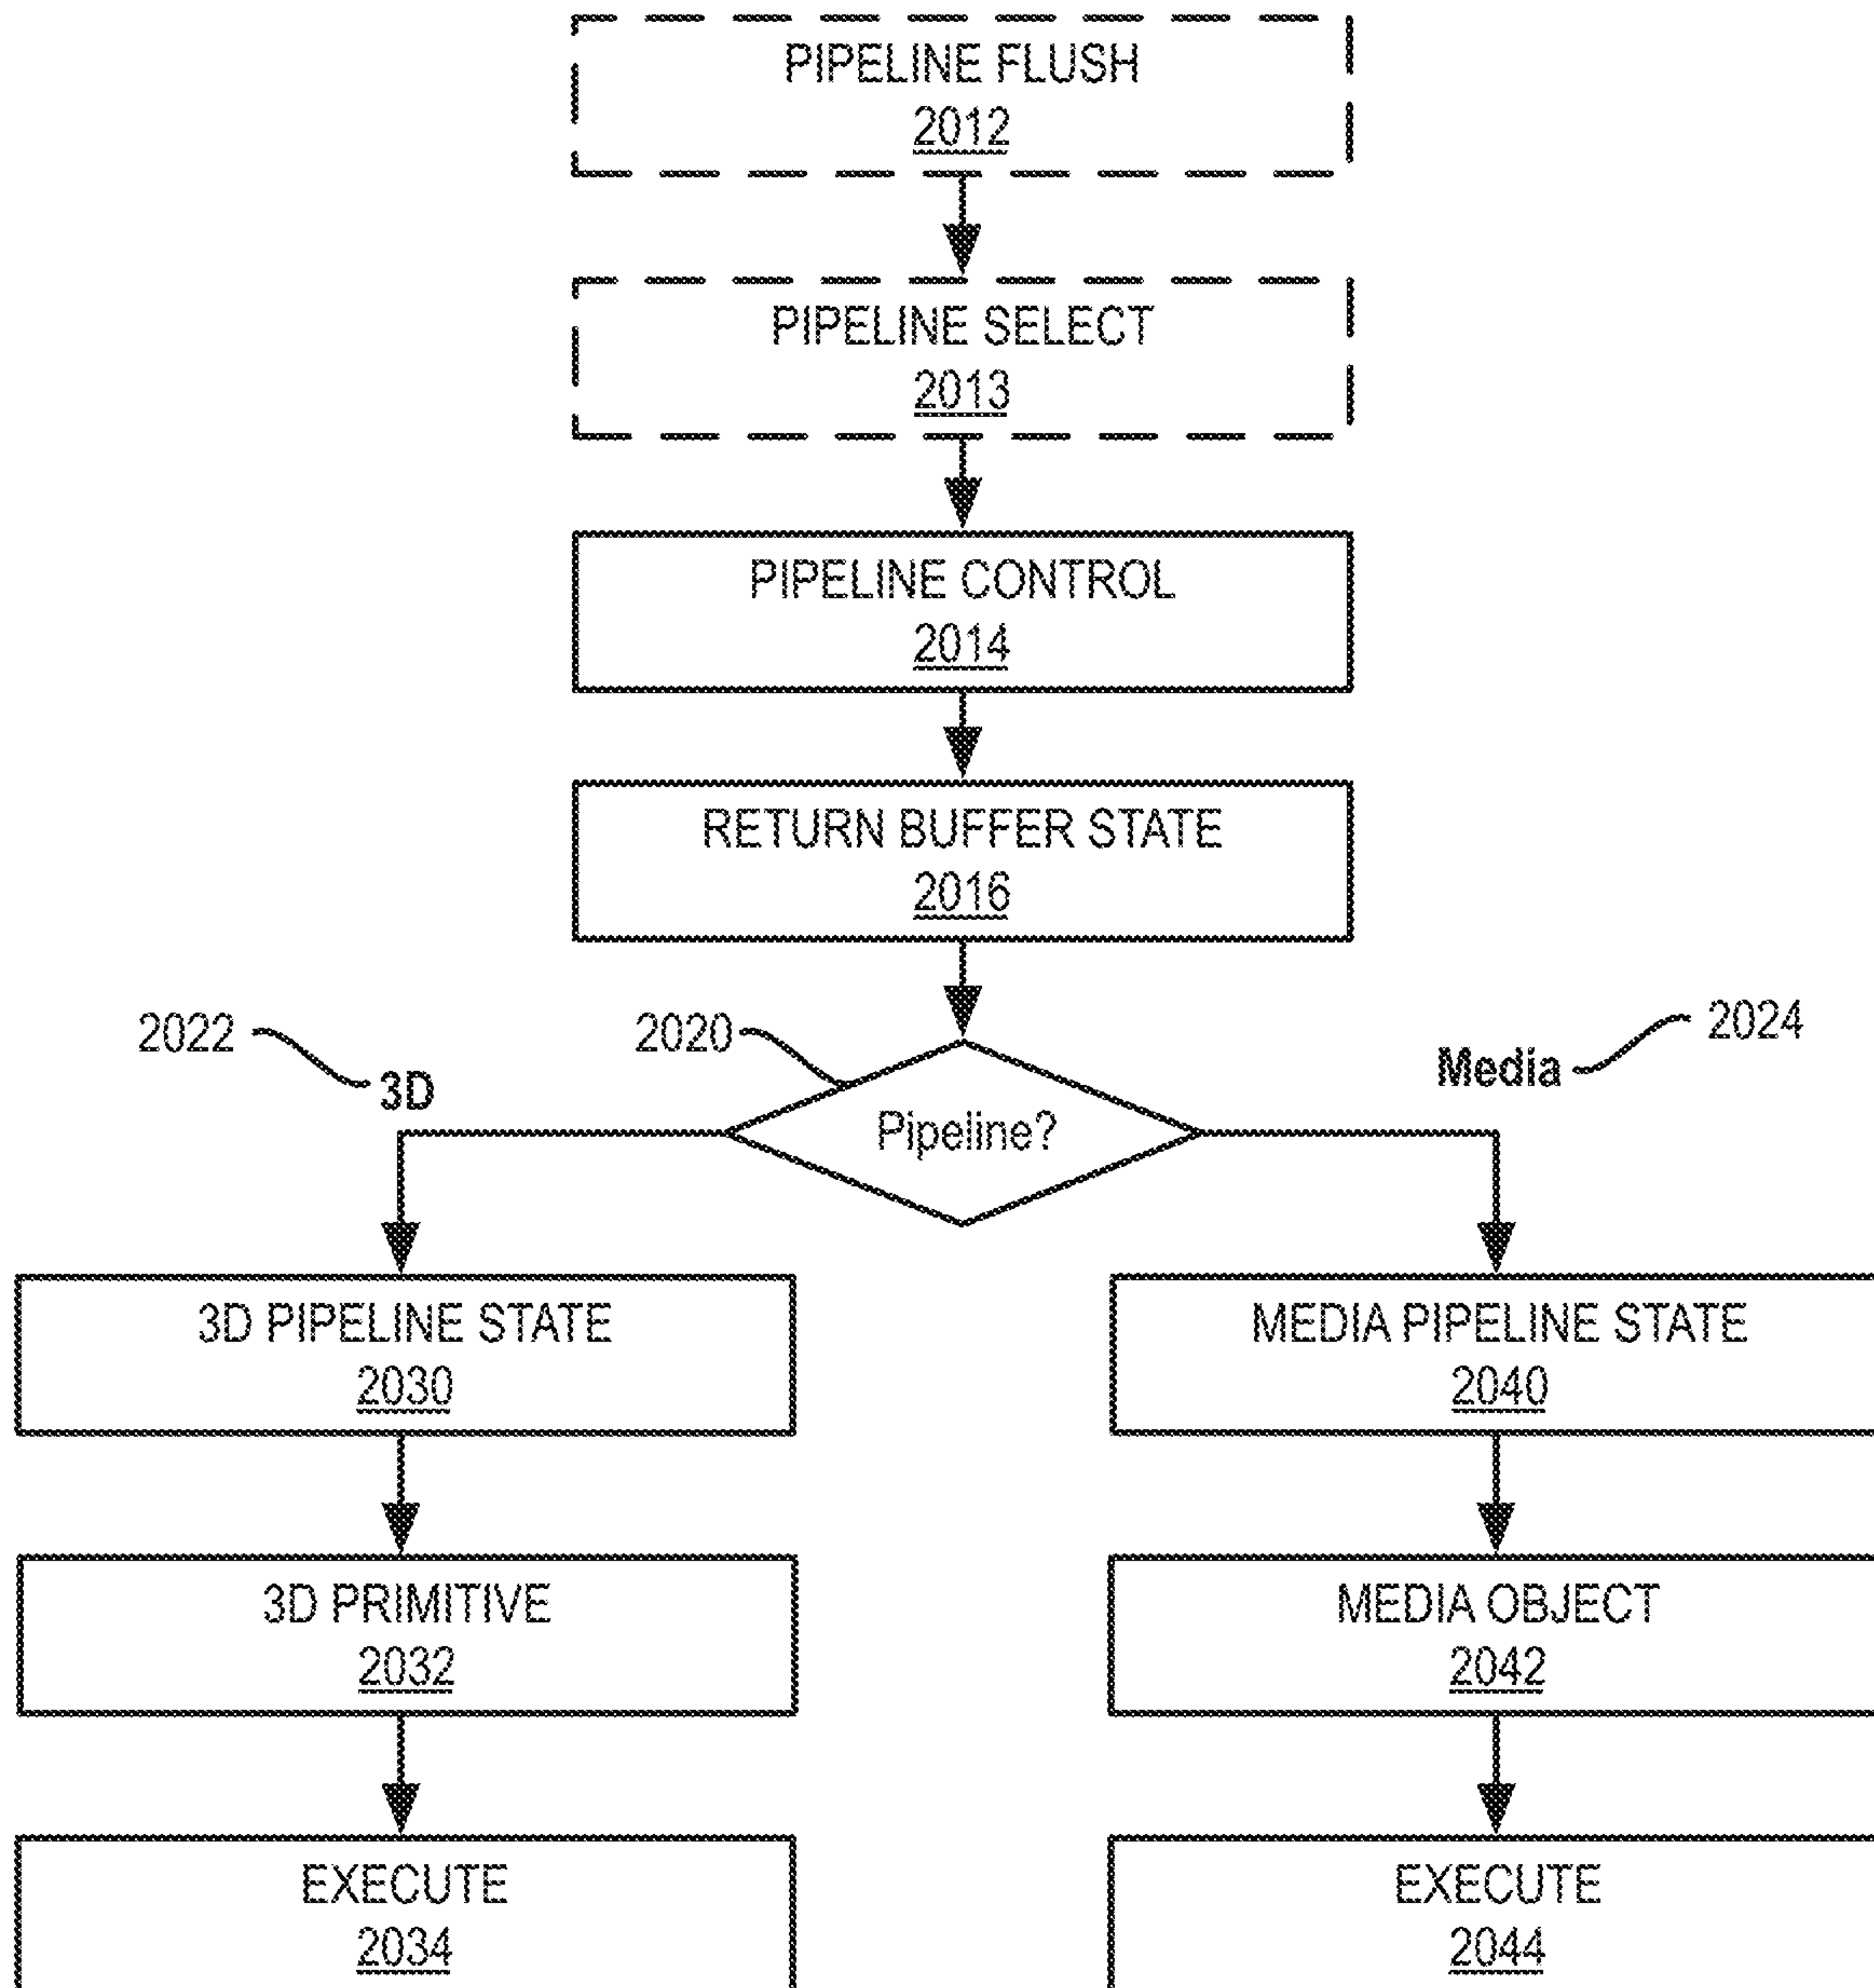 PIPELINE FLUSH
2012
PIPELINE SELECT
2013
PIPELINE CONTROL
2014
RETURN BUFFER STATE
2016
2022
2020
2024
3D
Media
Pipeline?
3D PIPELINE STATE
2030
MEDIA PIPELINE STATE
2040
3D PRIMITIVE
2032
MEDIA OBJECT
2042
EXECUTE
2034
EXECUTE
2044